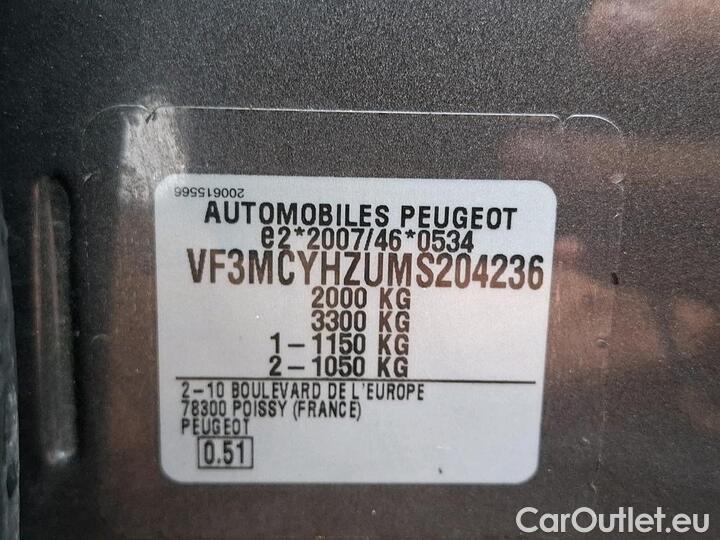 200615566
AUTOMOBILES PEUGEOT
e2*2007/46*0534
VF3MCYHZUMS204236
2000 KG
3300 KG
1-1150 KG
2-1050 KG
2-10 BOULEVARD DE L'EUROPE
78300 POISSY (FRANCE)
PEUGEOT
0.51
CarOutlet.eu